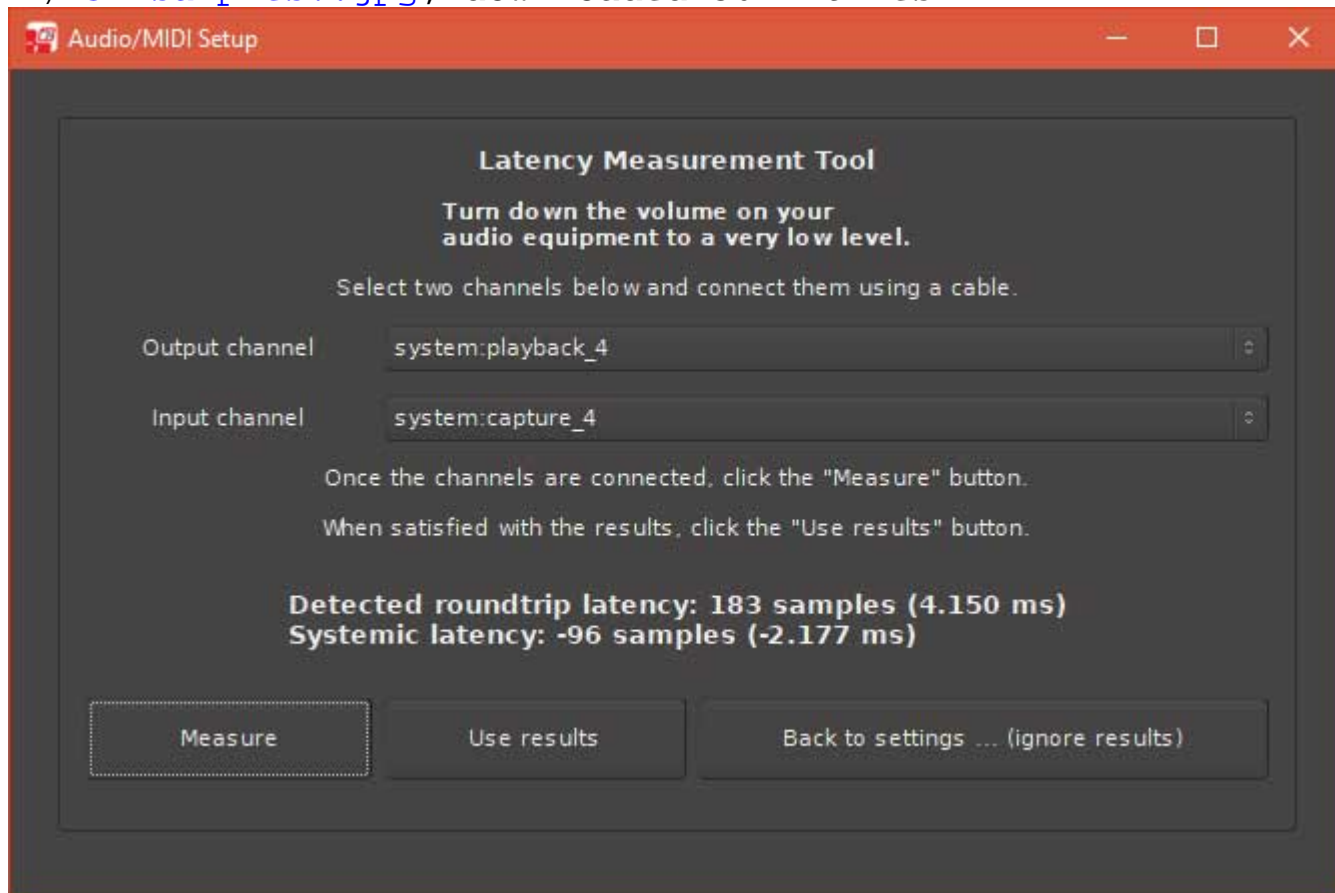 Audio/MIDI Setup
Latency Measurement Tool
Turn down the volume on your
audio equipment to a very low level.
Select two channels below and connect them using a cable.
Output channel system:playback_4
Input channel system:capture_4
Once the channels are connected, click the "Measure" button.
When satisfied with the results, click the "Use results" button.
Detected roundtrip latency: 183 samples (4.150 ms)
Systemic latency: -96 samples (-2.177 ms)
Measure Use results Back to settings ... (ignore results)